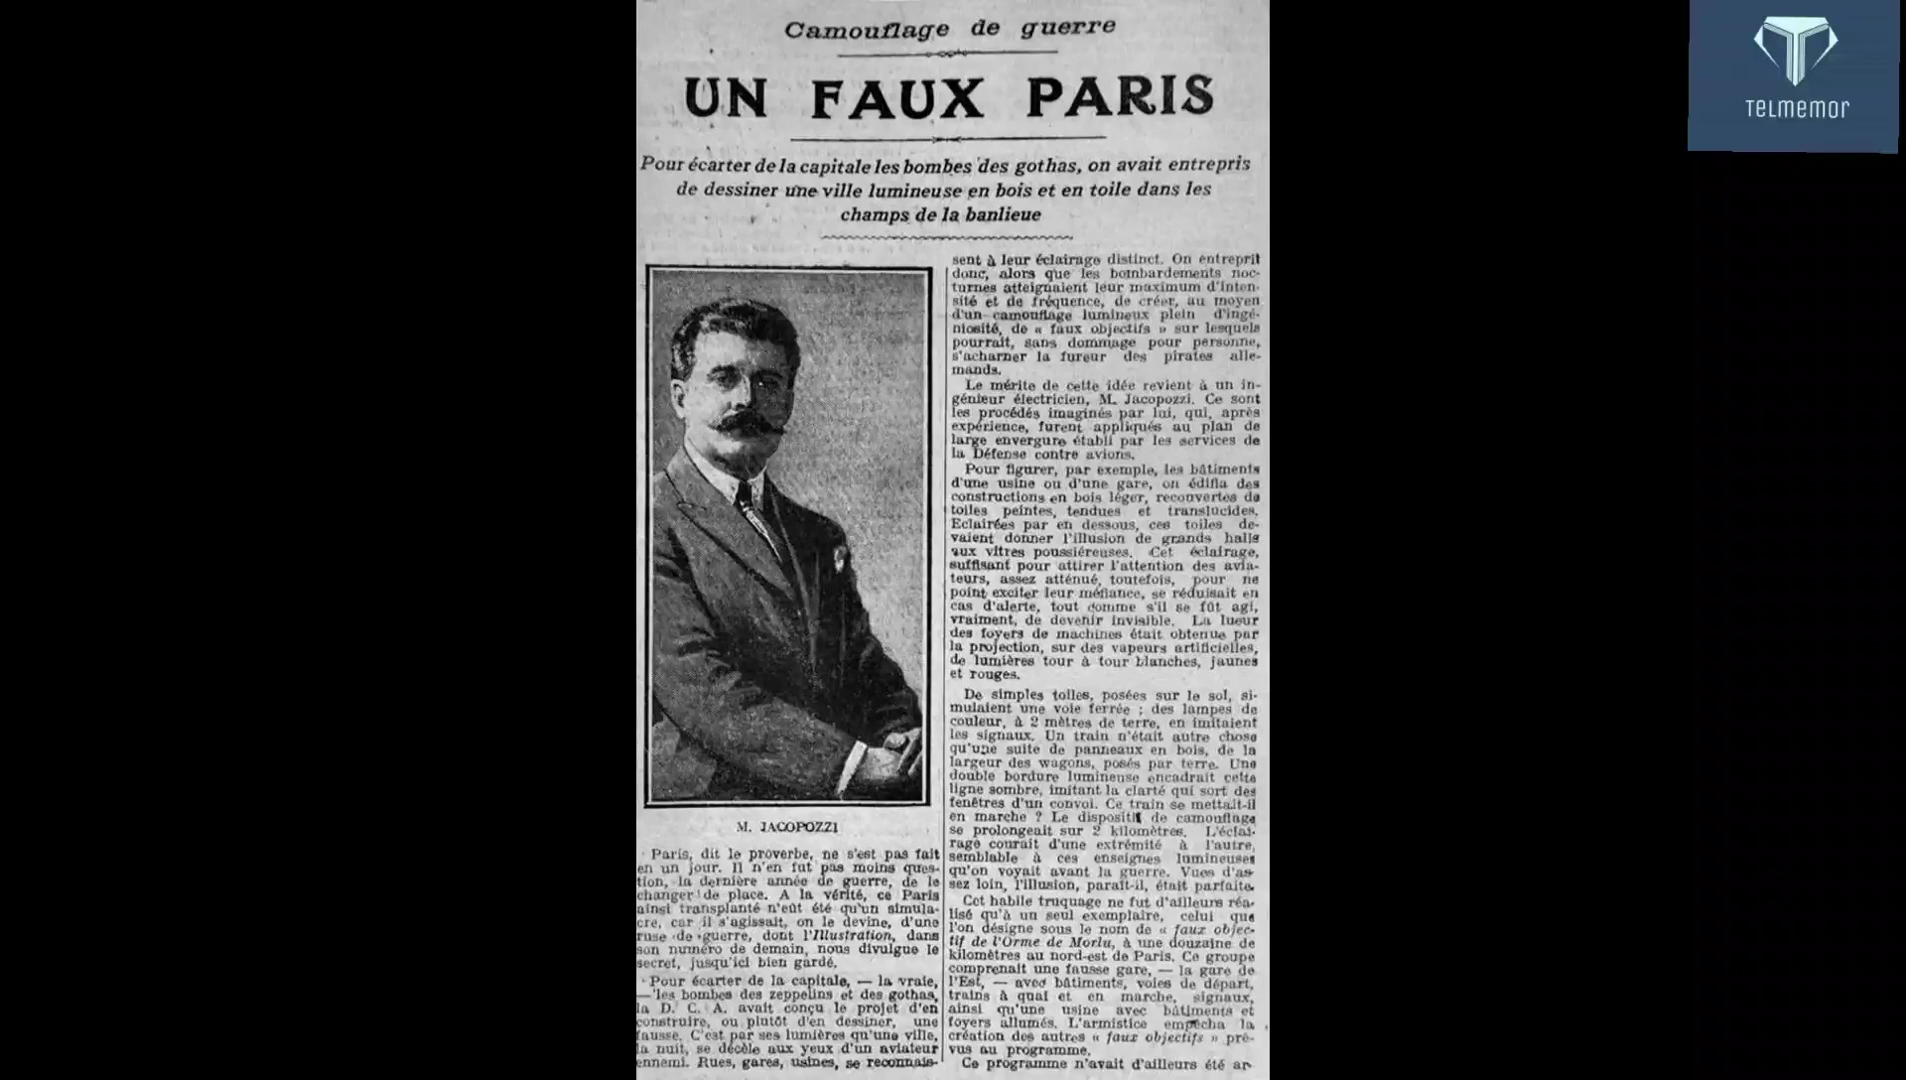 Camouflage de guerre
UN FAUX PARIS
Pour écarter de la capitale les bombes des gothas, on avait entrepris
de dessiner une ville lumineuse en bois et en toile dans les
champs de la banlieue
M. JACOPOZZI
Paris, dit le proverbe, ne s'est pas fait
en un jour. Il n'en fut pas moins ques-
tion, la dernière année de guerre, de le
changer de place. A la vérité, ce Paris
ainsi transplanté n'eût été qu'un simula-
cre, car il s'agissait, on le devine, d'une
ruse de guerre, dont l'Illustration, dans
son numéro de demain, nous divulgue le
secret, jusqu'ici bien gardé.
Pour écarter de la capitale, — la vraie,
— les bombes des zeppelins et des gothas,
la D. C. A. avait conçu le projet d'en
construire, ou plutôt d'en dessiner, une
fausse. C'est par ses lumières qu'une ville,
la nuit, se décèle aux yeux d'un aviateur
ennemi. Rues, gares, usines, se reconnais-
sent à leur éclairage distinct. On entreprit
donc, alors que les bombardements noc-
turnes atteignaient leur maximum d'inten-
sité et de fréquence, de créer, au moyen
d'un camouflage lumineux plein d'ingé-
niosité, de « faux objectifs » sur lesquels
pourrait, sans dommage pour personne,
s'acharner la fureur des pirates alle-
mands.
Le mérite de cette idée revient à un in-
génieur électricien, M. Jacopozzi. Ce sont
les procédés imaginés par lui, qui, après
expérience, furent appliqués au plan de
large envergure établi par les services de
la Défense contre avions.
Pour figurer, par exemple, les bâtiments
d'une usine ou d'une gare, on édifia des
constructions en bois léger, recouvertes de
toiles peintes, tendues et translucides.
Eclairées par en dessous, ces toiles de-
vaient donner l'illusion de grands halls
aux vitres poussiéreuses. Cet éclairage,
suffisant pour attirer l'attention des avia-
teurs, assez atténué, toutefois, pour ne
point exciter leur méfiance, se réduisait en
cas d'alerte, tout comme s'il se fût agi,
vraiment, de devenir invisible. La lueur
des foyers de machines était obtenue par
la projection, sur des vapeurs artificielles,
de lumières tour à tour blanches, jaunes
et rouges.
De simples toiles, posées sur le sol, si-
mulaient une voie ferrée ; des lampes de
couleur, à 2 mètres de terre, en imitaient
les signaux. Un train n'était autre chose
qu'une suite de panneaux en bois, de la
largeur des wagons, posés par terre. Une
double bordure lumineuse encadrait cette
ligne sombre, imitant la clarté qui sort des
fenêtres d'un convoi. Ce train se mettait-il
en marche ? Le dispositif de camouflage
se prolongeait sur 2 kilomètres. L'éclai-
rage courait d'une extrémité à l'autre,
semblable à ces enseignes lumineuses
qu'on voyait avant la guerre. Vues d'as-
sez loin, l'illusion, paraît-il, était parfaite.
Cet habile truquage ne fut d'ailleurs réa-
lisé qu'à un seul exemplaire, celui que
l'on désigne sous le nom de « faux objec-
tif de l'Orme de Morlu, à une douzaine de
kilomètres au nord-est de Paris. Ce groupe
comprenait une fausse gare, — la gare de
l'Est, — avec bâtiments, voies de départ,
trains à quai et en marche, signaux,
ainsi qu'une usine avec bâtiments et
foyers allumés. L'armistice empêcha la
création des autres « faux objectifs » pré-
vus au programme.
Ce programme n'avait d'ailleurs été ar-
TELMEMOR